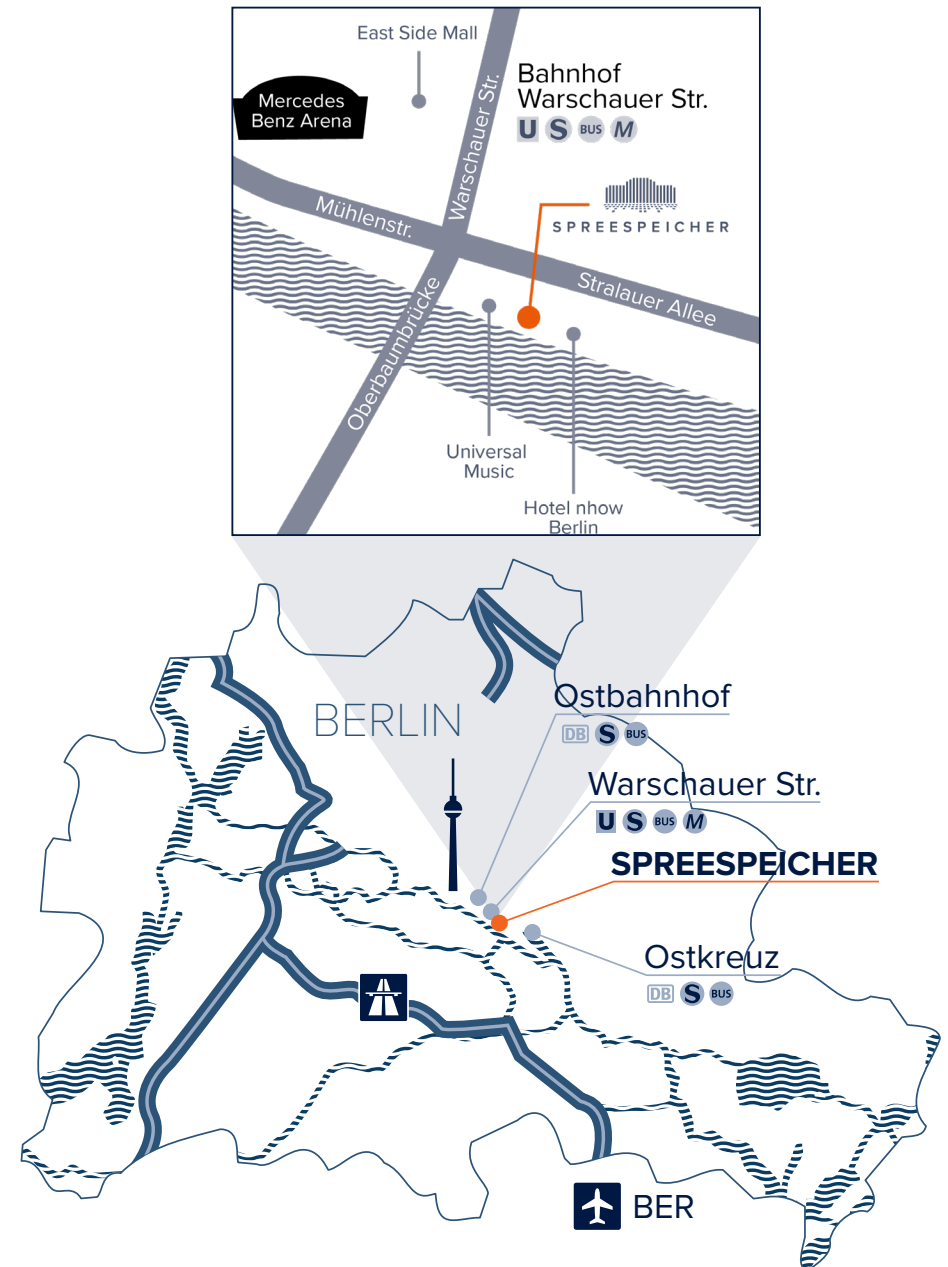 East Side Mall
Mercedes
Benz Arena
Bahnhof
Warschauer Str.
U S BUS M
Warschauer Str.
SPREESPEICHER
Mühlenstr.
Stralauer Allee
Oberbaumbrücke
Universal
Music
Hotel nhow
Berlin
BERLIN
Ostbahnhof
DB S BUS
Warschauer Str.
U S BUS M
SPREESPEICHER
Ostkreuz
DB S BUS
BER